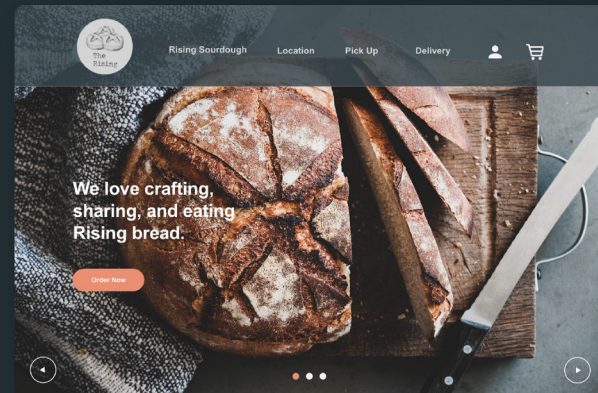 The
Rising
Rising Sourdough
Location
Pick Up
Delivery
We love crafting,
sharing, and eating
Rising bread.
Order Now